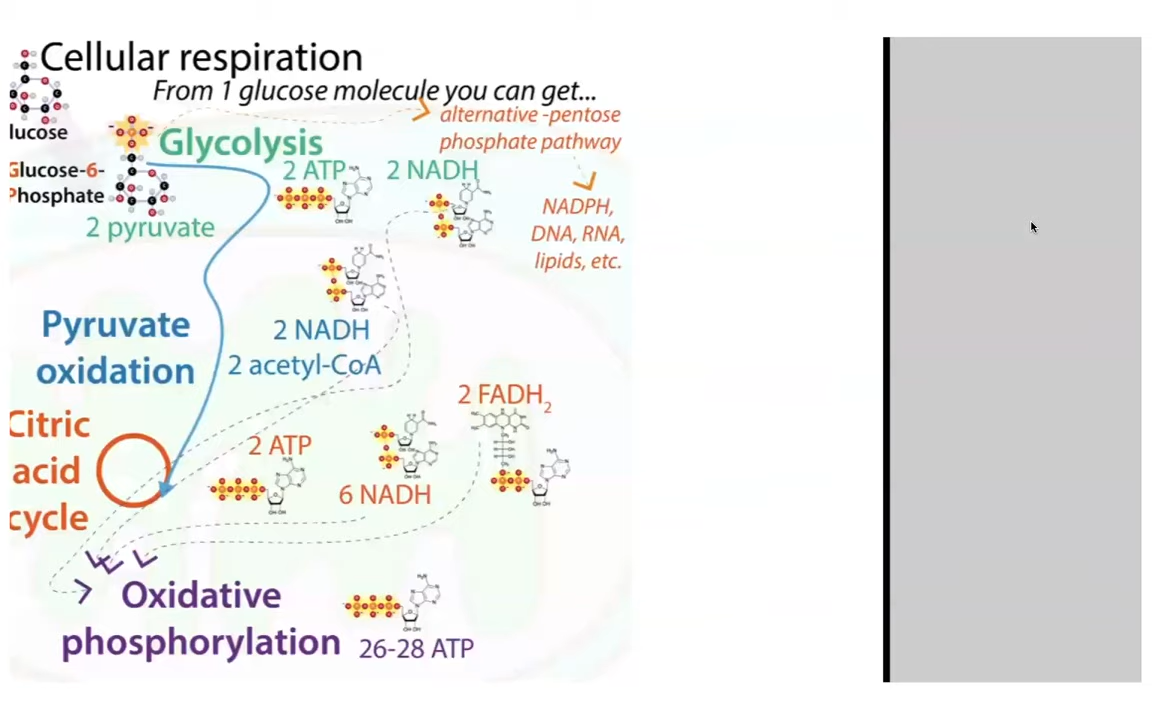 Cellular respiration
From 1 glucose molecule you can get...
lucose
alternative -pentose
phosphate pathway
Glycolysis
Glucose-6-
Phosphate
2 ATP
2 NADH
2 pyruvate
NADPH,
DNA, RNA,
lipids, etc.
Pyruvate
oxidation
2 NADH
2 acetyl-CoA
Citric
acid
cycle
2 FADH2
2 ATP
6 NADH
Oxidative
phosphorylation
26-28 ATP